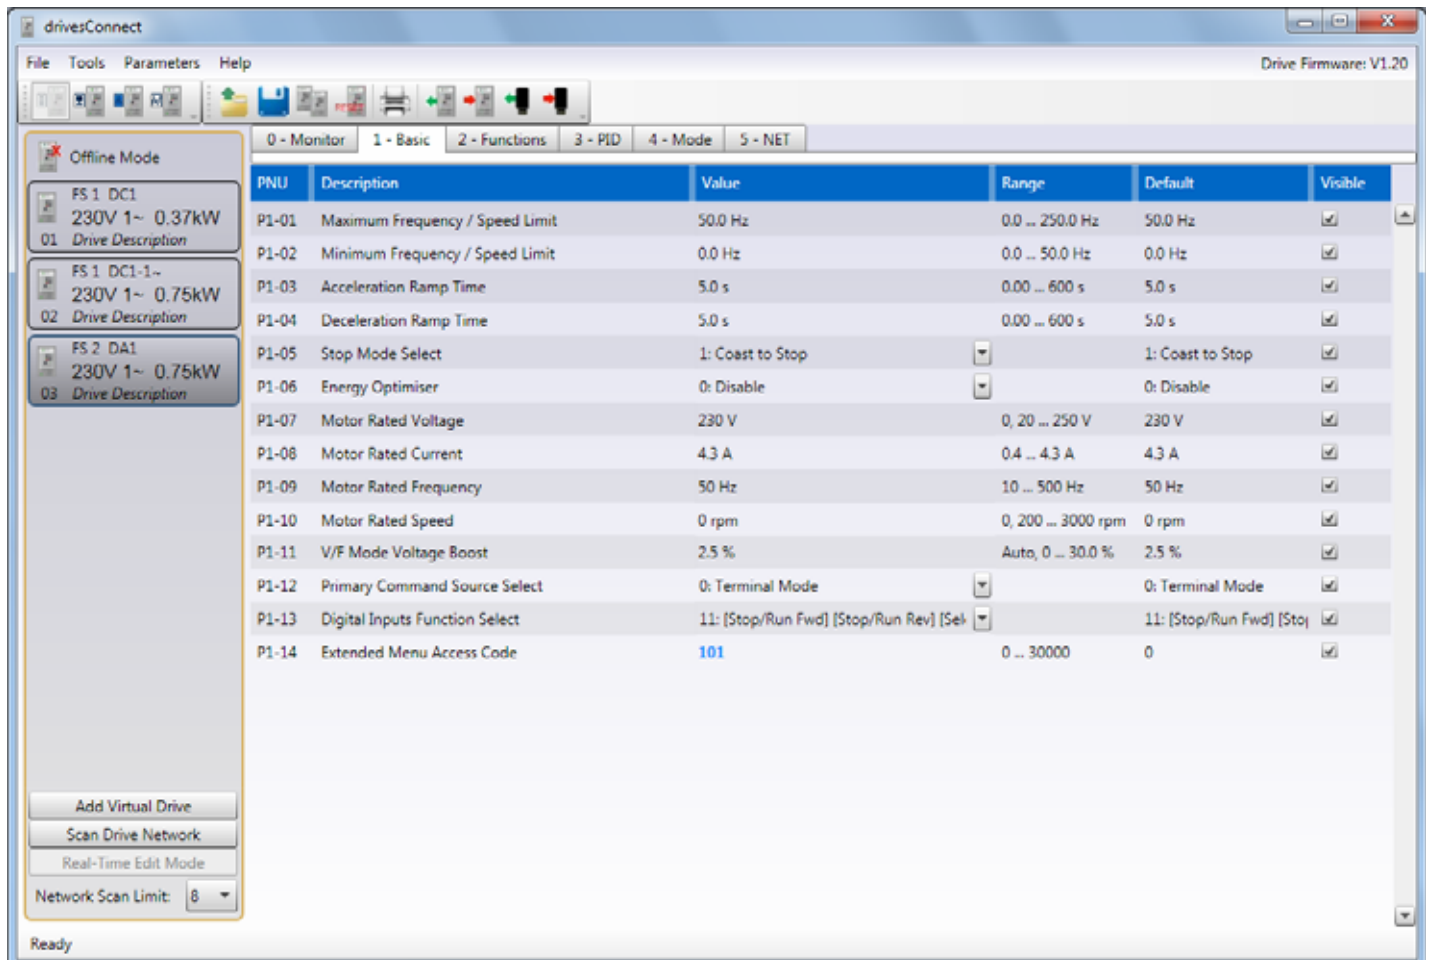 drivesConnect
File Tools Parameters Help
Drive Firmware: V1.20
Offline Mode
FS 1 DC1
230V 1~ 0.37kW
01 Drive Description
FS 1 DC1-1~
230V 1~ 0.75kW
02 Drive Description
FS 2 DA1
230V 1~ 0.75kW
03 Drive Description
Add Virtual Drive
Scan Drive Network
Real-Time Edit Mode
Network Scan Limit: 8
0 - Monitor 1 - Basic 2 - Functions 3 - PID 4 - Mode 5 - NET
PNU Description Value Range Default Visible
P1-01 Maximum Frequency / Speed Limit 50.0 Hz 0.0 ... 250.0 Hz 50.0 Hz
P1-02 Minimum Frequency / Speed Limit 0.0 Hz 0.0 ... 50.0 Hz 0.0 Hz
P1-03 Acceleration Ramp Time 5.0 s 0.00 ... 600 s 5.0 s
P1-04 Deceleration Ramp Time 5.0 s 0.00 ... 600 s 5.0 s
P1-05 Stop Mode Select 1: Coast to Stop 1: Coast to Stop
P1-06 Energy Optimiser 0: Disable 0: Disable
P1-07 Motor Rated Voltage 230 V 0, 20 ... 250 V 230 V
P1-08 Motor Rated Current 4.3 A 0.4 ... 4.3 A 4.3 A
P1-09 Motor Rated Frequency 50 Hz 10 ... 500 Hz 50 Hz
P1-10 Motor Rated Speed 0 rpm 0, 200 ... 3000 rpm 0 rpm
P1-11 V/F Mode Voltage Boost 2.5 % Auto, 0 ... 30.0 % 2.5 %
P1-12 Primary Command Source Select 0: Terminal Mode 0: Terminal Mode
P1-13 Digital Inputs Function Select 11: [Stop/Run Fwd] [Stop/Run Rev] [Sel 11: [Stop/Run Fwd] [Stop
P1-14 Extended Menu Access Code 101 0 ... 30000 0
Ready